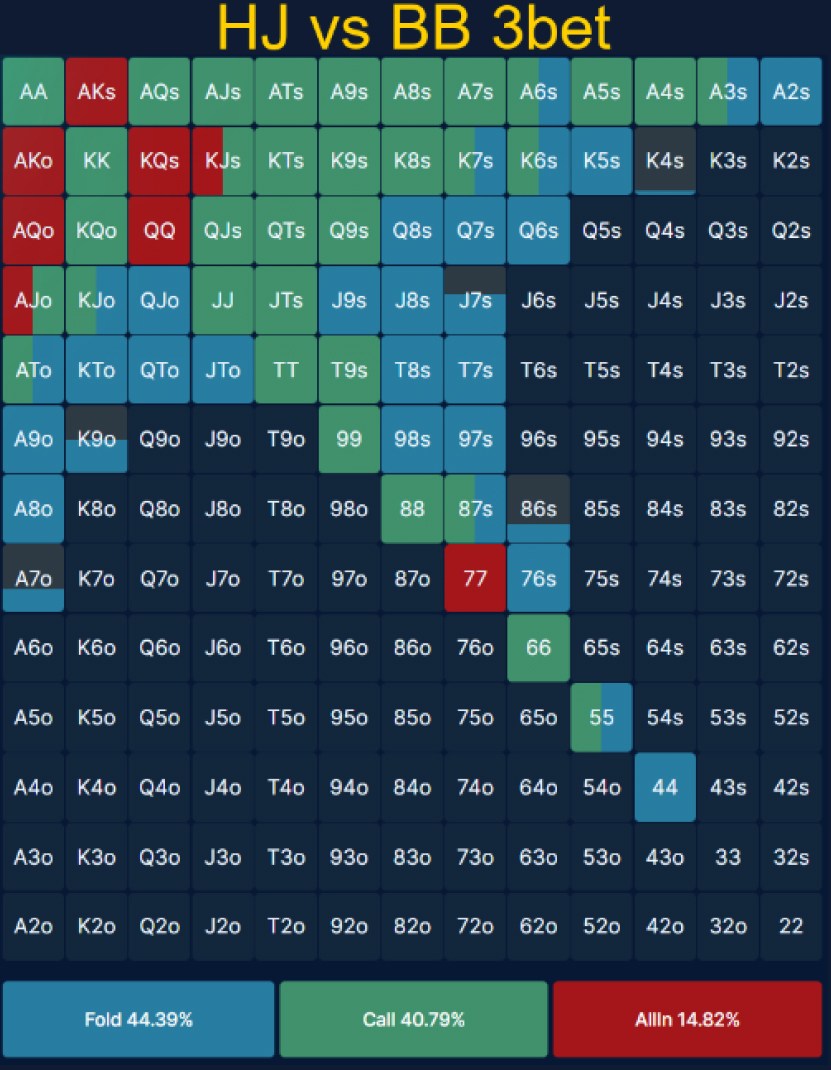 HJ vs BB 3bet
AA AKs AQs AJs ATs A9s A8s A7s A6s A5s A4s A3s A2s
AKo KK KQs KJs KTs K9s K8s K7s K6s K5s K4s K3s K2s
AQo KQo QQ QJs QTs Q9s Q8s Q7s Q6s Q5s Q4s Q3s Q2s
AJo KJo QJo JJ JTs J9s J8s J7s J6s J5s J4s J3s J2s
ATo KTo QTo JTo TT T9s T8s T7s T6s T5s T4s T3s T2s
A9o K9o Q9o J9o T9o 99 98s 97s 96s 95s 94s 93s 92s
A8o K8o Q8o J8o T8o 98o 88 87s 86s 85s 84s 83s 82s
A7o K7o Q7o J7o T7o 97o 87o 77 76s 75s 74s 73s 72s
A6o K6o Q6o J6o T6o 96o 86o 76o 66 65s 64s 63s 62s
A5o K5o Q5o J5o T5o 95o 85o 75o 65o 55 54s 53s 52s
A4o K4o Q4o J4o T4o 94o 84o 74o 64o 54o 44 43s 42s
A3o K3o Q3o J3o T3o 93o 83o 73o 63o 53o 43o 33 32s
A2o K2o Q2o J2o T2o 92o 82o 72o 62o 52o 42o 32o 22
Fold 44.39% Call 40.79% AllIn 14.82%